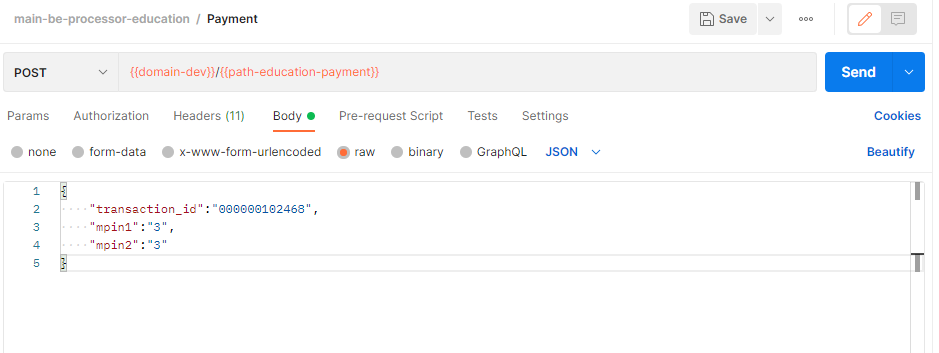 main-be-processor-education / Payment
Save
POST {{domain-dev}}/{{path-education-payment}} Send
Params Authorization Headers (11) Body Pre-request Script Tests Settings Cookies
none form-data x-www-form-urlencoded raw binary GraphQL JSON Beautify
1 {
2 "transaction_id":"000000102468",
3 "mpin1":"3",
4 "mpin2":"3"
5 }